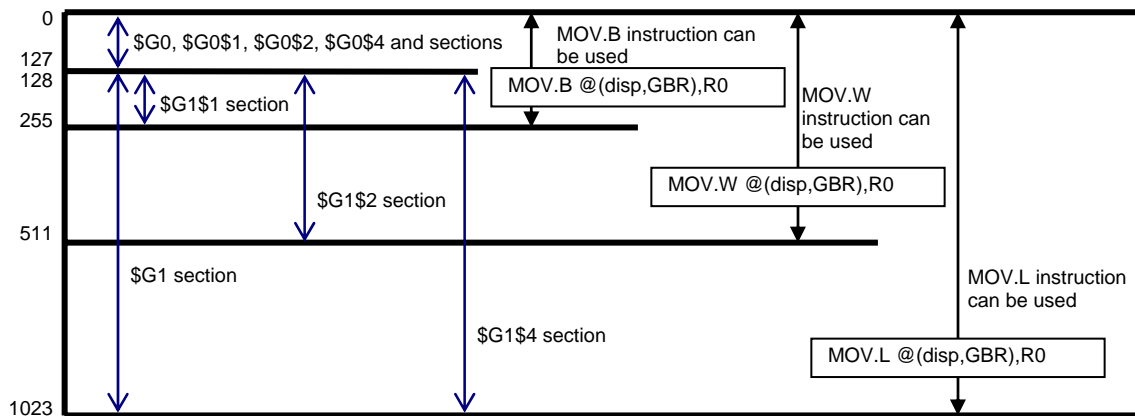 0
$G0, $G0$1, $G0$2, $G0$4 and sections
127
128
$G1$1 section
255
$G1$2 section
511
$G1 section
$G1$4 section
1023
MOV.B instruction can
be used
MOV.B @(disp,GBR),R0
MOV.W
instruction can
be used
MOV.W @(disp,GBR),R0
MOV.L instruction
can be used
MOV.L @(disp,GBR),R0